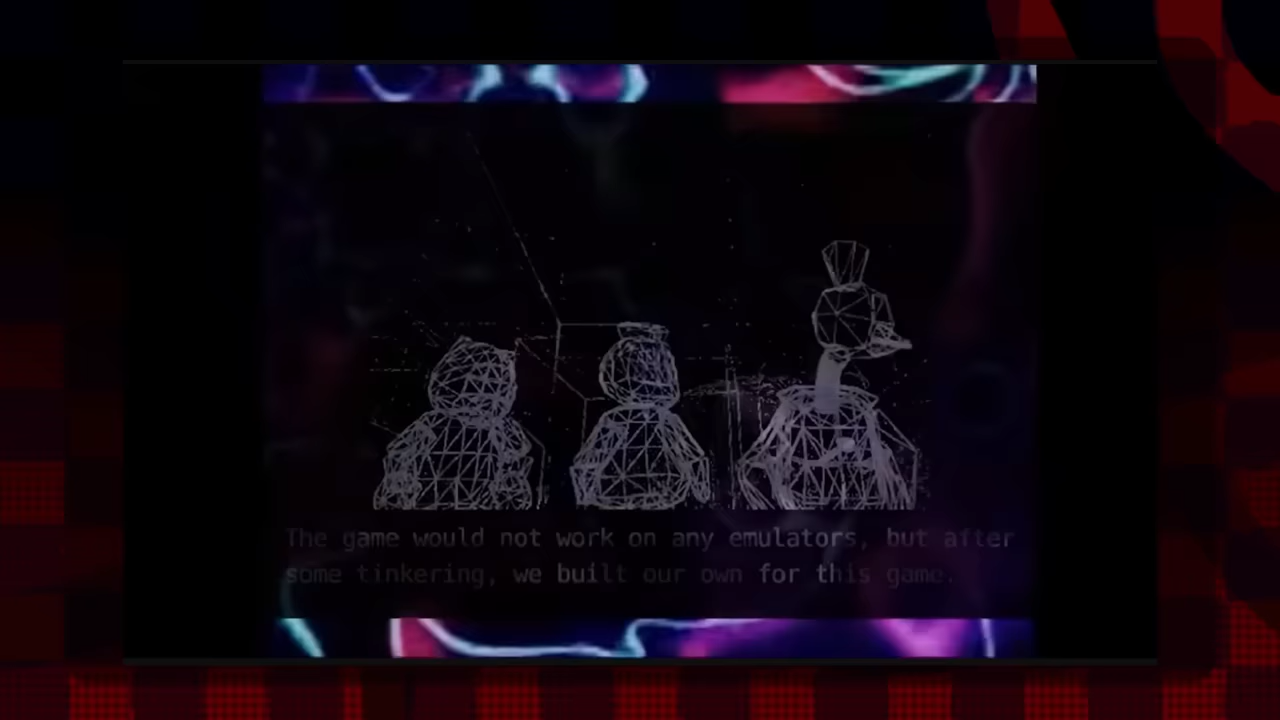 The game would not work on any emulators, but after
some tinkering, we built our own for this game.